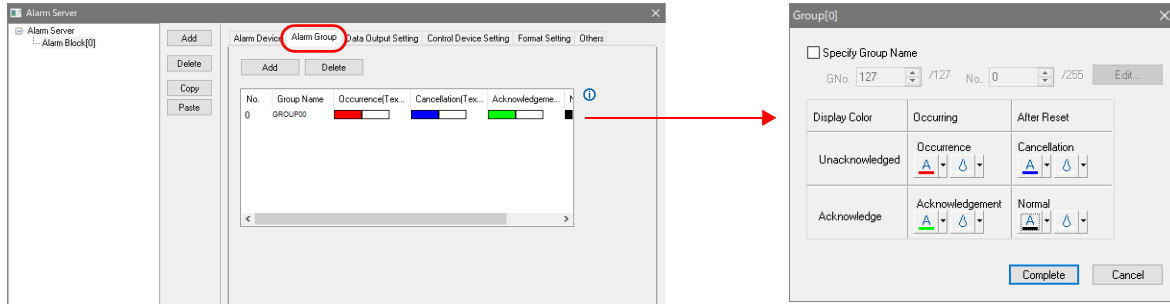 Alarm Server
Alarm Server
Alarm Block[0]
Add
Delete
Copy
Paste
Alarm Device Alarm Group Data Output Setting Control Device Setting Format Setting Others
Add Delete
No. Group Name Occurrence(Tex... Cancellation(Tex... Acknowledgeme...
0 GROUP00
Group[0]
Specify Group Name
GNo. 127 /127 No. 0 /255 Edit...
Display Color Occurring After Reset
Unacknowledged
Occurrence Cancellation
A A
Acknowledge
Acknowledgement Normal
A A
Complete Cancel